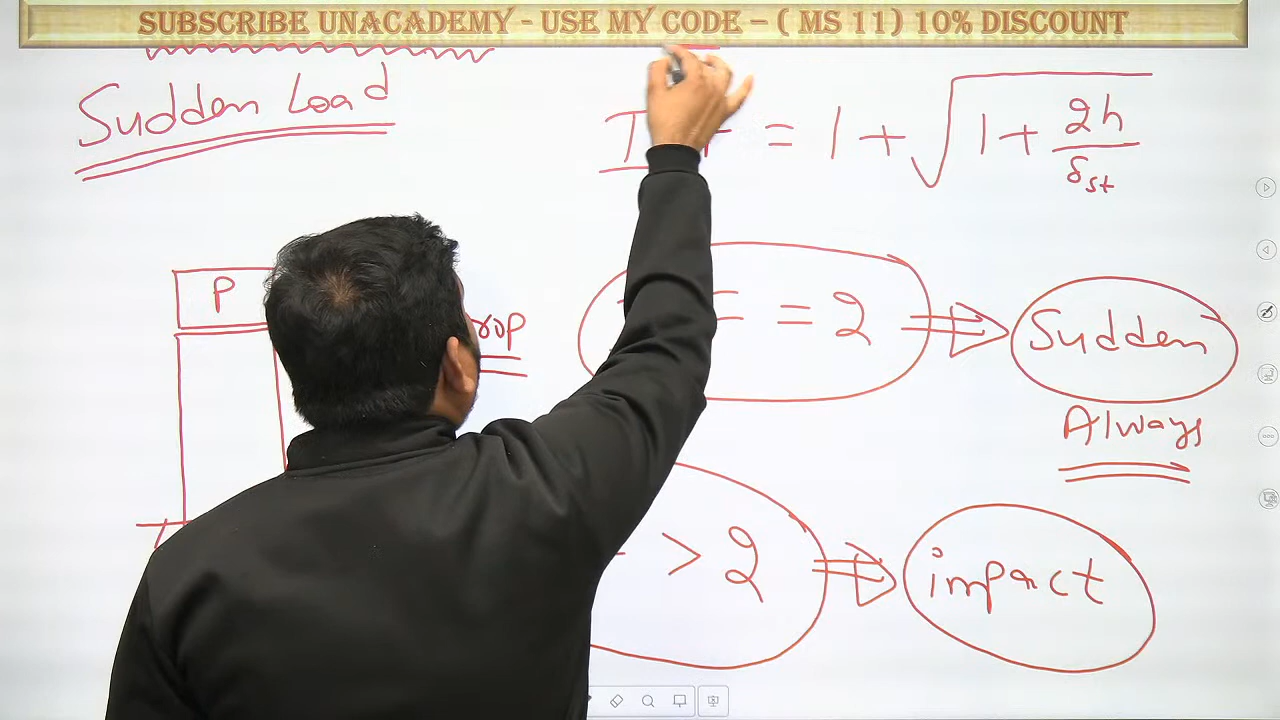 SUBSCRIBE UNACADEMY - USE MY CODE – ( MS 11) 10% DISCOUNT
Sudden Load
= 1 + √1 + 2h
δst
P
rop
= 2
Sudden
Always
> 2
impact